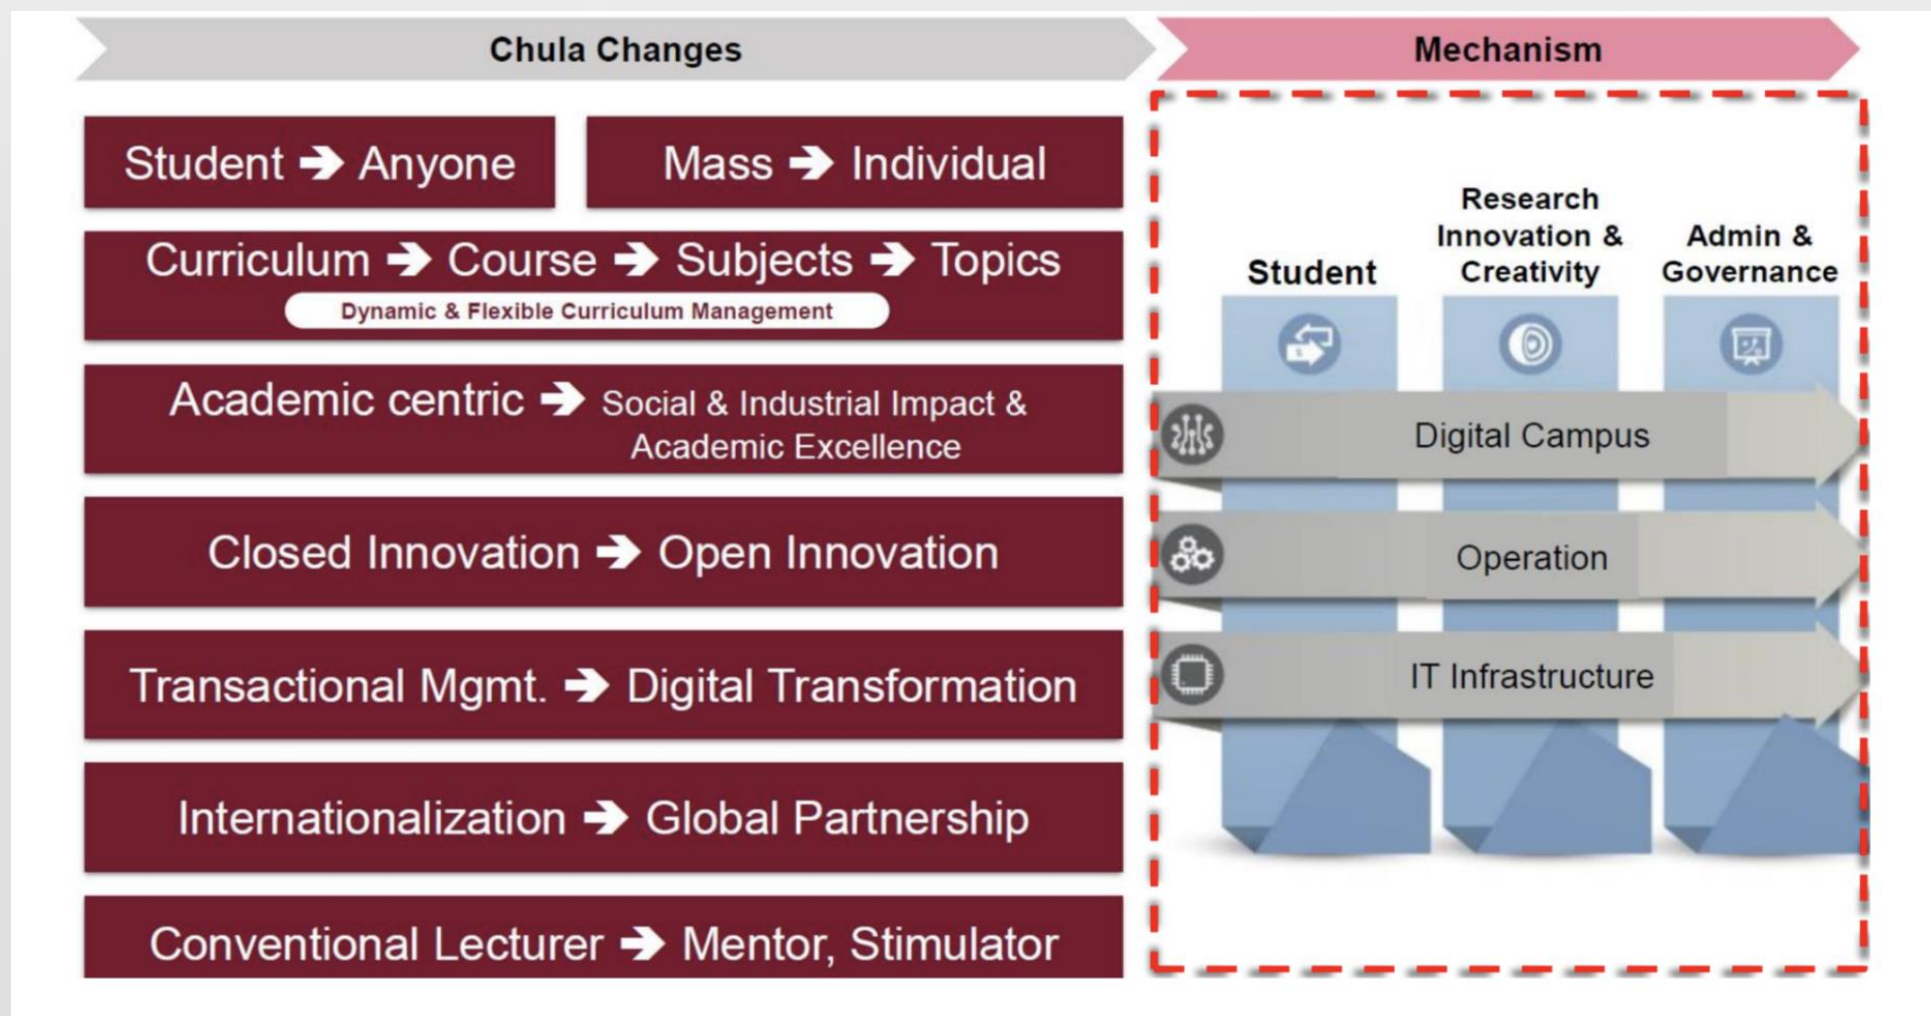 Chula Changes
Mechanism
Student ➔ Anyone
Mass ➔ Individual
Curriculum ➔ Course ➔ Subjects ➔ Topics
Dynamic & Flexible Curriculum Management
Academic centric ➔ Social & Industrial Impact &
Academic Excellence
Closed Innovation ➔ Open Innovation
Transactional Mgmt. ➔ Digital Transformation
Internationalization ➔ Global Partnership
Conventional Lecturer ➔ Mentor, Stimulator
Student
Research
Innovation &
Creativity
Admin &
Governance
Digital Campus
Operation
IT Infrastructure